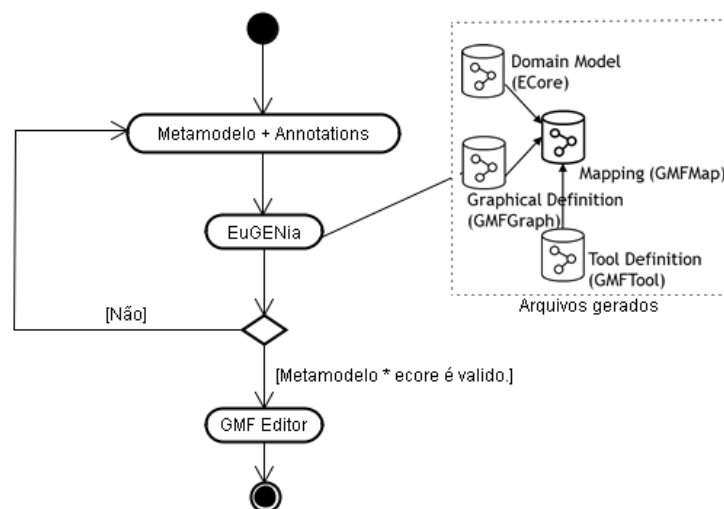 Metamodelo + Annotations
EuGENia
[Não]
[Metamodelo * ecore é valido.]
GMF Editor
Domain Model
(ECore)
Mapping (GMFMap)
Graphical Definition
(GMFGraph)
Tool Definition
(GMFTool)
Arquivos gerados